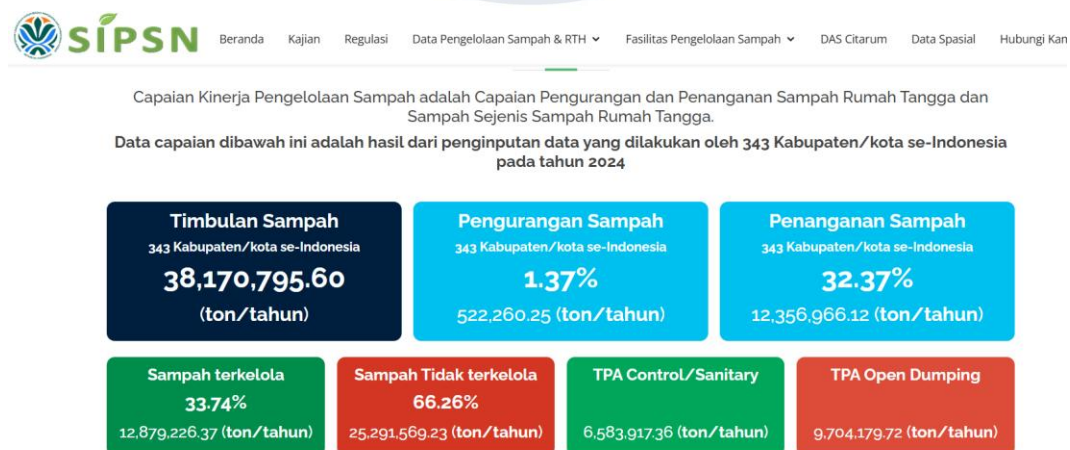 SIPSN
Beranda Kajian Regulasi Data Pengelolaan Sampah & RTH Fasilitas Pengelolaan Sampah DAS Citarum Data Spasial Hubungi Kam
Capaian Kinerja Pengelolaan Sampah adalah Capaian Pengurangan dan Penanganan Sampah Rumah Tangga dan
Sampah Sejenis Sampah Rumah Tangga.
Data capaian dibawah ini adalah hasil dari penginputan data yang dilakukan oleh 343 Kabupaten/kota se-Indonesia
pada tahun 2024
Timbulan Sampah
343 Kabupaten/kota se-Indonesia
38,170,795.60
(ton/tahun)
Pengurangan Sampah
343 Kabupaten/kota se-Indonesia
1.37%
522,260.25 (ton/tahun)
Penanganan Sampah
343 Kabupaten/kota se-Indonesia
32.37%
12,356,966.12 (ton/tahun)
Sampah terkelola
33.74%
12,879,226.37 (ton/tahun)
Sampah Tidak terkelola
66.26%
25,291,569.23 (ton/tahun)
TPA Control/Sanitary
6,583,917.36 (ton/tahun)
TPA Open Dumping
9,704,179.72 (ton/tahun)